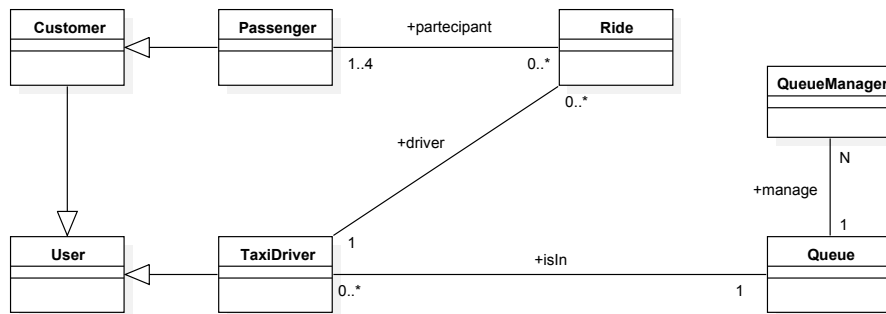 Customer
Passenger
+partecipant
Ride
1..4
0..*
QueueManager
0..*
+driver
N
+manage
1
User
TaxiDriver
1
+isIn
Queue
0..*
1